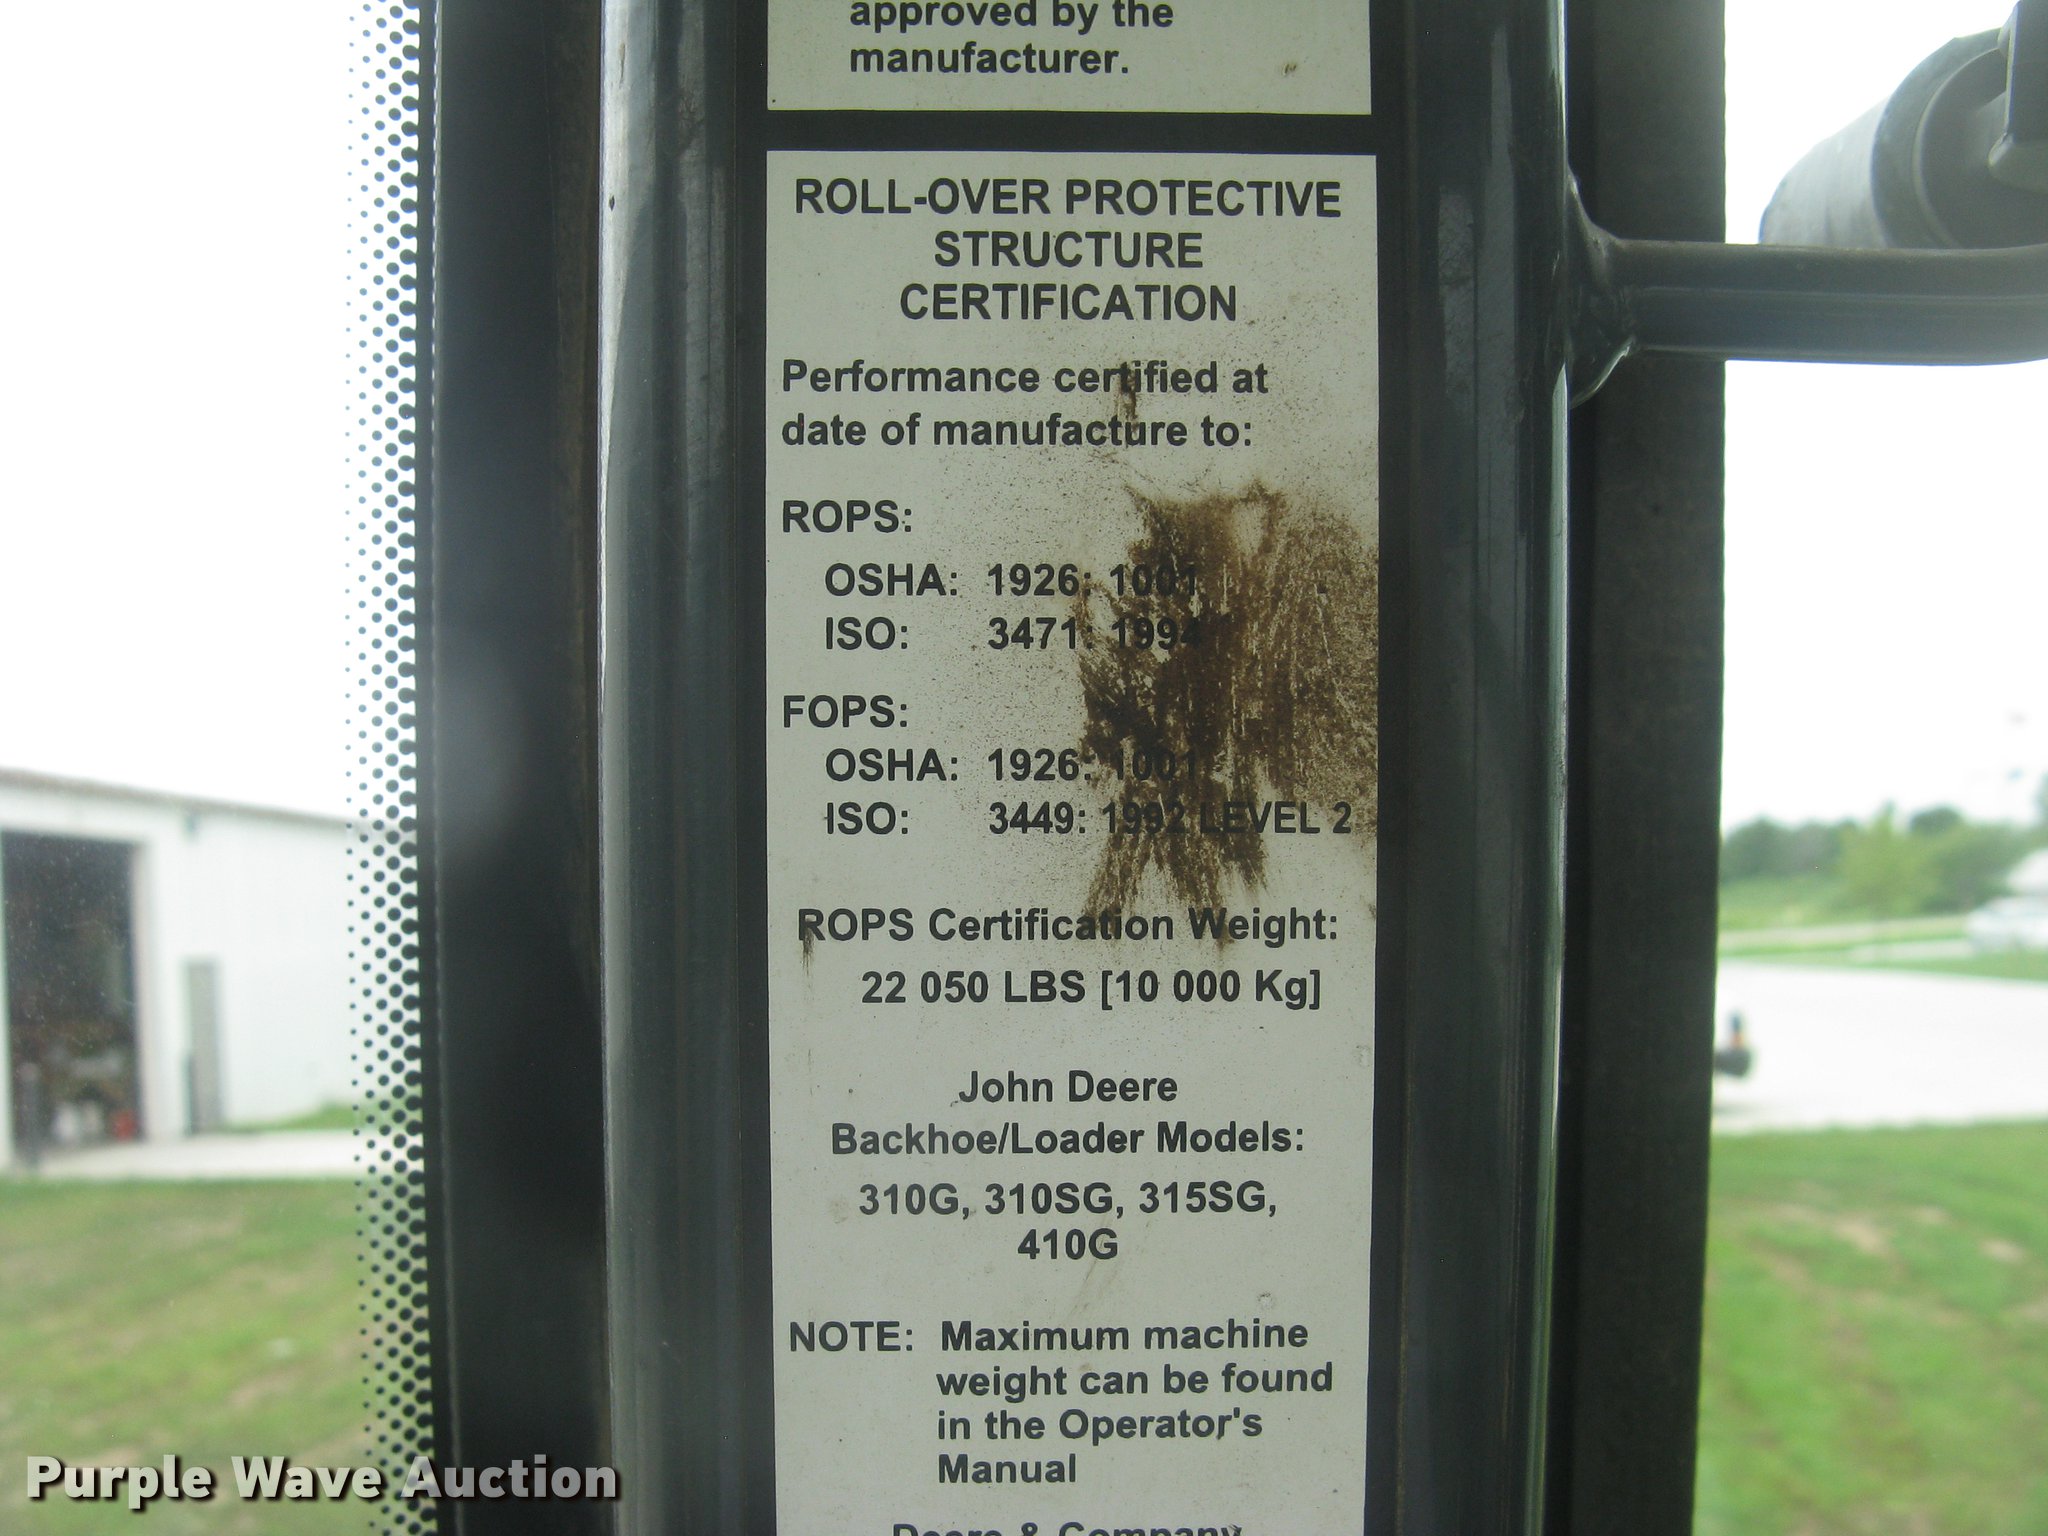 approved by the
manufacturer.
ROLL-OVER PROTECTIVE
STRUCTURE
CERTIFICATION
Performance certified at
date of manufacture to:
ROPS:
OSHA: 1926: 1001
ISO: 3471: 1994
FOPS:
OSHA: 1926: 1001
ISO: 3449: 1992 LEVEL 2
ROPS Certification Weight:
22 050 LBS [10 000 Kg]
John Deere
Backhoe/Loader Models:
310G, 310SG, 315SG,
410G
NOTE: Maximum machine
weight can be found
in the Operator's
Manual
Deere & Company
Purple Wave Auction